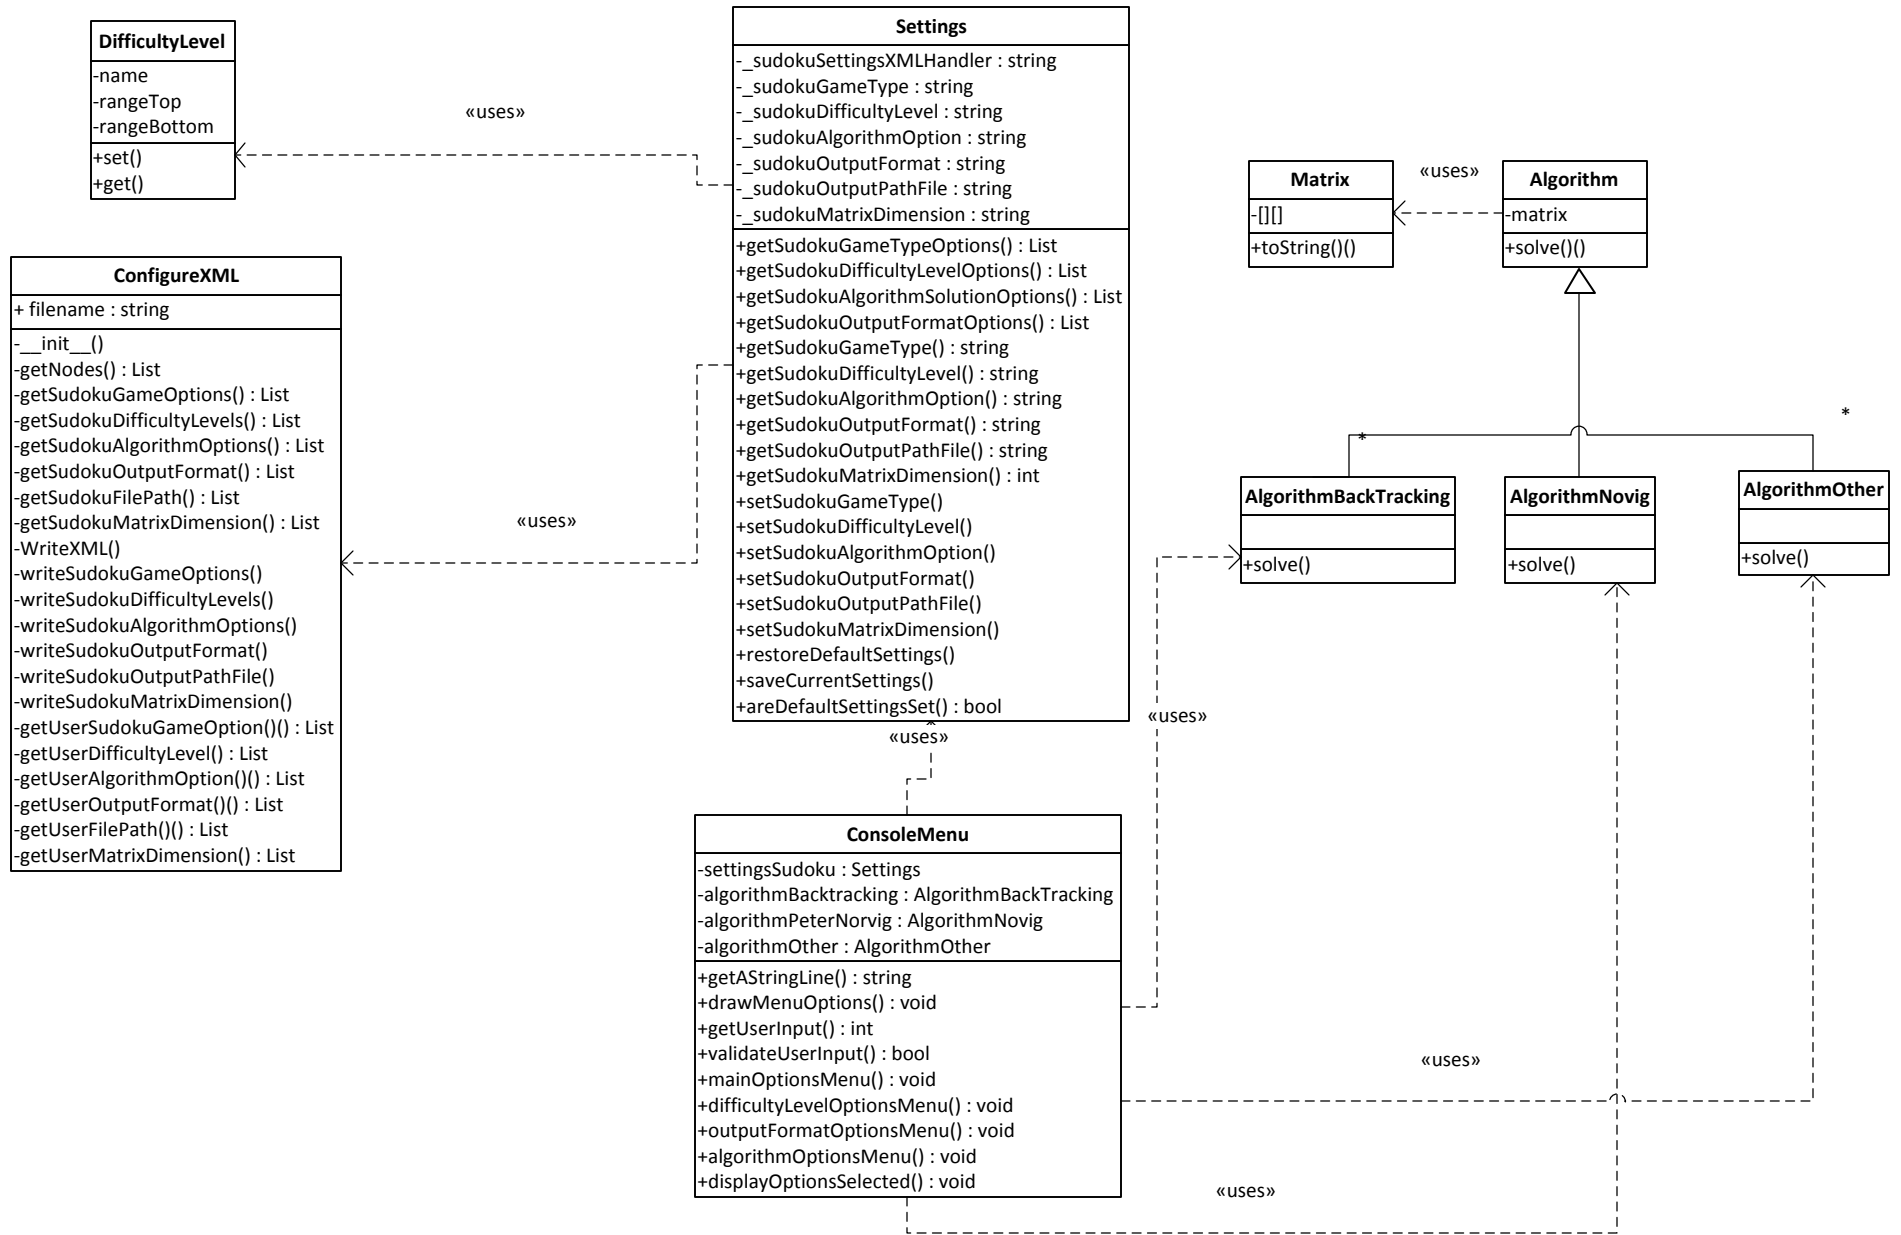 DifficultyLevel
-name
-rangeTop
-rangeBottom
+set()
+get()
«uses»
Settings
-_sudokuSettingsXMLHandler : string
-_sudokuGameType : string
-_sudokuDifficultyLevel : string
-_sudokuAlgorithmOption : string
-_sudokuOutputFormat : string
-_sudokuOutputPathFile : string
-_sudokuMatrixDimension : string
+getSudokuGameTypeOptions() : List
+getSudokuDifficultyLevelOptions() : List
+getSudokuAlgorithmSolutionOptions() : List
+getSudokuOutputFormatOptions() : List
+getSudokuGameType() : string
+getSudokuDifficultyLevel() : string
+getSudokuAlgorithmOption() : string
+getSudokuOutputFormat() : string
+getSudokuOutputPathFile() : string
+getSudokuMatrixDimension() : int
+setSudokuGameType()
+setSudokuDifficultyLevel()
+setSudokuAlgorithmOption()
+setSudokuOutputFormat()
+setSudokuOutputPathFile()
+setSudokuMatrixDimension()
+restoreDefaultSettings()
+saveCurrentSettings()
+areDefaultSettingsSet() : bool
Matrix
-[][]
+toString()()
«uses»
Algorithm
-matrix
+solve()()
ConfigureXML
+ filename : string
-__init__()
-getNodes() : List
-getSudokuGameOptions() : List
-getSudokuDifficultyLevels() : List
-getSudokuAlgorithmOptions() : List
-getSudokuOutputFormat() : List
-getSudokuFilePath() : List
-getSudokuMatrixDimension() : List
-WriteXML()
-writeSudokuGameOptions()
-writeSudokuDifficultyLevels()
-writeSudokuAlgorithmOptions()
-writeSudokuOutputFormat()
-writeSudokuOutputPathFile()
-writeSudokuMatrixDimension()
-getUserSudokuGameOption()() : List
-getUserDifficultyLevel() : List
-getUserAlgorithmOption()() : List
-getUserOutputFormat()() : List
-getUserFilePath()() : List
-getUserMatrixDimension() : List
«uses»
*
*
AlgorithmBackTracking
+solve()
AlgorithmNovig
+solve()
AlgorithmOther
+solve()
«uses»
*
«uses»
ConsoleMenu
-settingsSudoku : Settings
-algorithmBacktracking : AlgorithmBackTracking
-algorithmPeterNorvig : AlgorithmNovig
-algorithmOther : AlgorithmOther
+getAStringLine() : string
+drawMenuOptions() : void
+getUserInput() : int
+validateUserInput() : bool
+mainOptionsMenu() : void
+difficultyLevelOptionsMenu() : void
+outputFormatOptionsMenu() : void
+algorithmOptionsMenu() : void
+displayOptionsSelected() : void
«uses»
«uses»